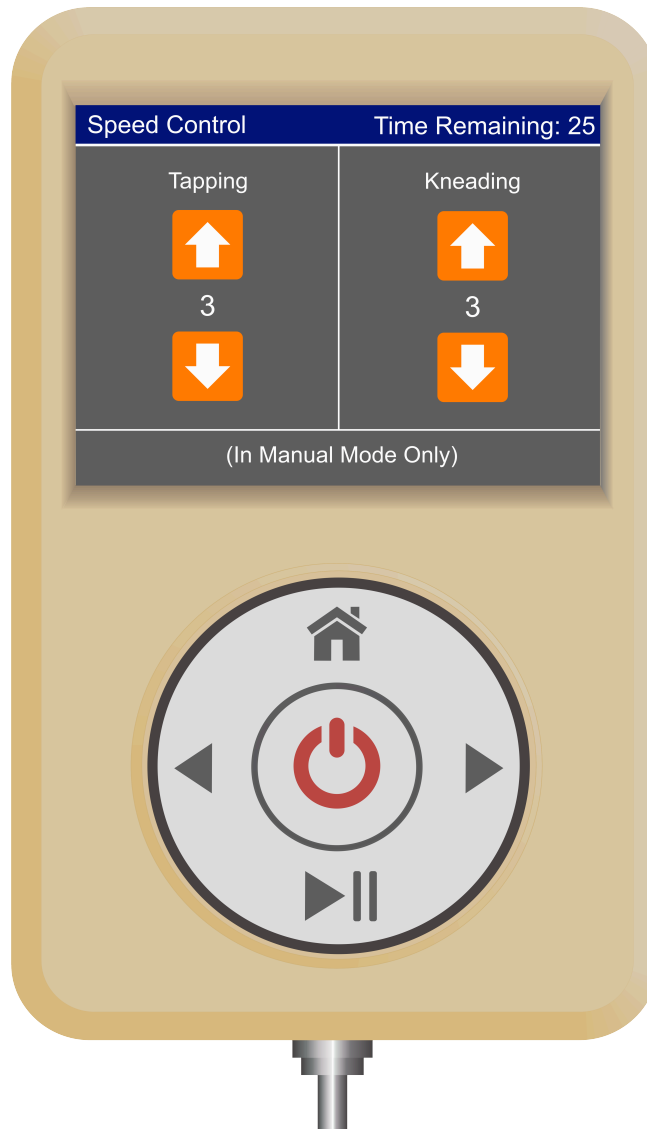 Speed Control Time Remaining: 25
Tapping Kneading
3 3
(In Manual Mode Only)